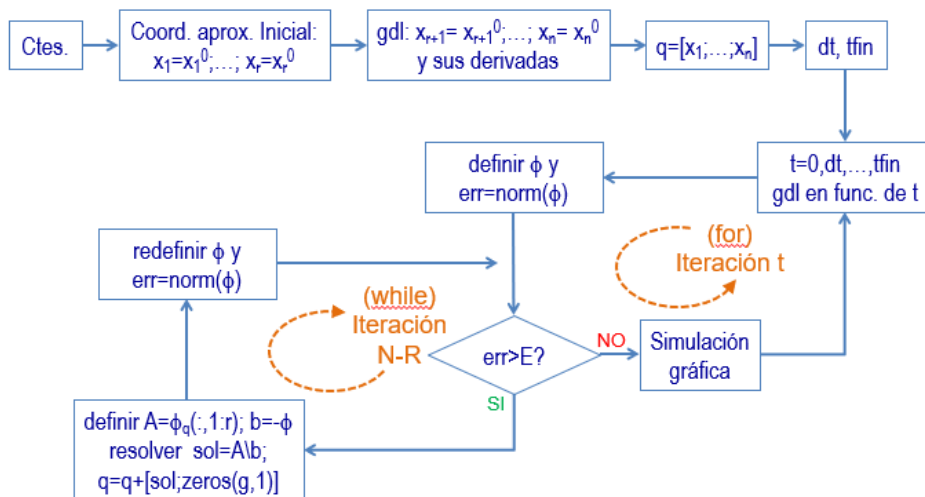 Ctes.
Coord. aprox. Inicial:
x₁=x₁⁰;…; xᵣ=xᵣ⁰
gdl: xᵣ₊₁= xᵣ₊₁⁰;…; xₙ= xₙ⁰
y sus derivadas
q=[x₁;…;xₙ]
dt, tfin
t=0,dt,…,tfin
gdl en func. de t
definir ϕ y
err=norm(ϕ)
(for)
Iteración t
redefinir ϕ y
err=norm(ϕ)
(while)
Iteración
N-R
err>E?
NO
Simulación
gráfica
SI
definir A=ϕ_q(:,1:r); b=-ϕ
resolver sol=A\b;
q=q+[sol;zeros(g,1)]